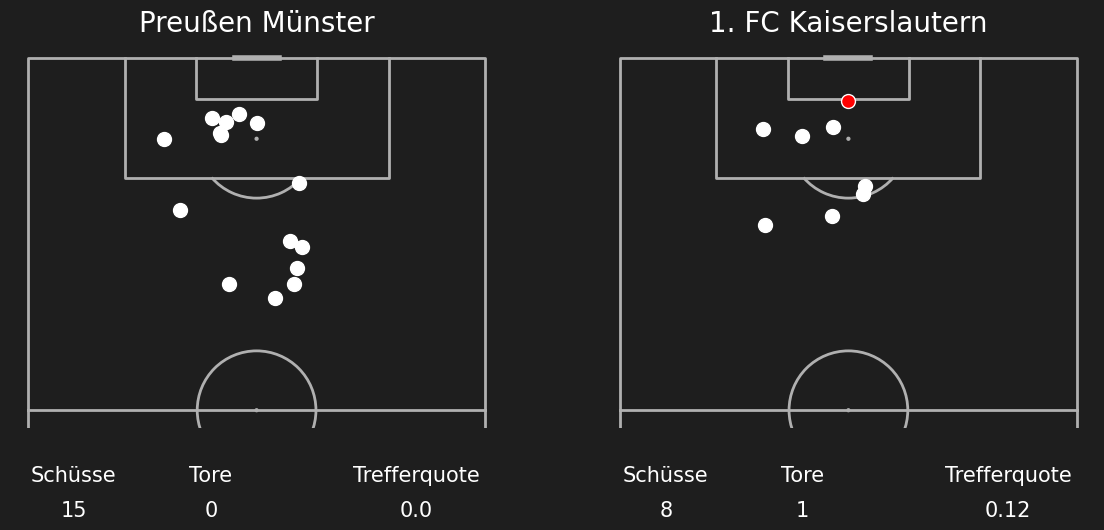 Preußen Münster
1. FC Kaiserslautern
Schüsse Tore Trefferquote
15 0 0.0
Schüsse Tore Trefferquote
8 1 0.12